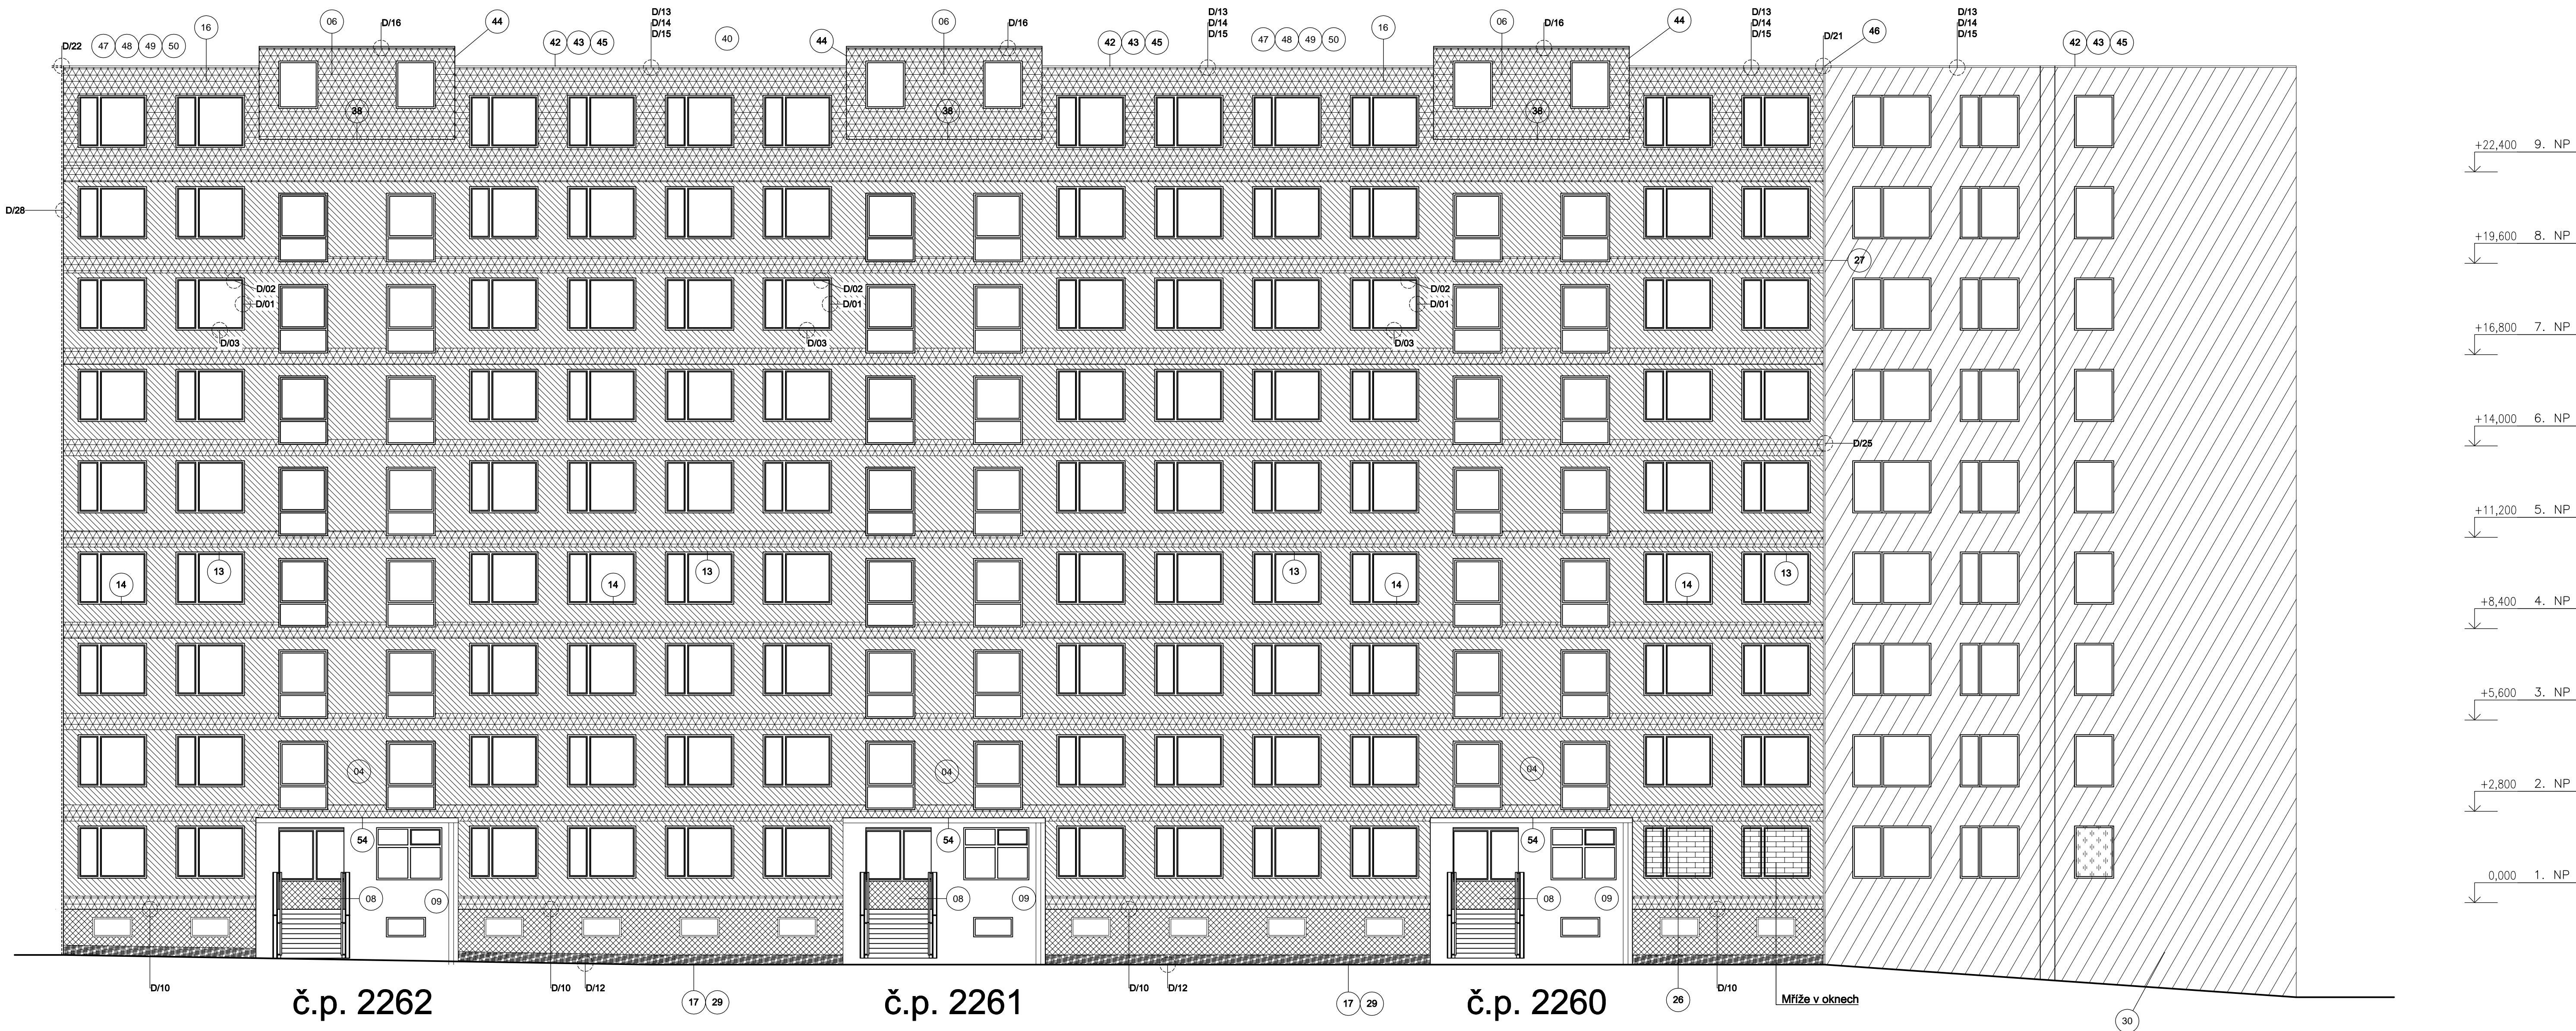 D/22 47 48 49 50 16 06 D/16 44 42 43 45 D/13
D/14
D/15 40 44 06 D/16 42 43 45 D/13
D/14
D/15 47 48 49 50 16 06 D/16 44 D/13
D/14
D/15 D/21 46 D/13
D/14
D/15 42 43 45
38 38 38
+22,400 9. NP
D/28
+19,600 8. NP
27
D/02 D/02 D/02
D/01 D/01 D/01
D/03 D/03 D/03
+16,800 7. NP
+14,000 6. NP
D/25
+11,200 5. NP
14 13 14 13 13 14 14 13
+8,400 4. NP
+5,600 3. NP
04 04 04
+2,800 2. NP
54 54 54
+0,000 1. NP
08 09 08 09 08 09
D/10 D/10 D/12 D/10 D/12 D/10
17 29 17 29 26 Mříže v oknech
č.p. 2262 č.p. 2261 č.p. 2260
30